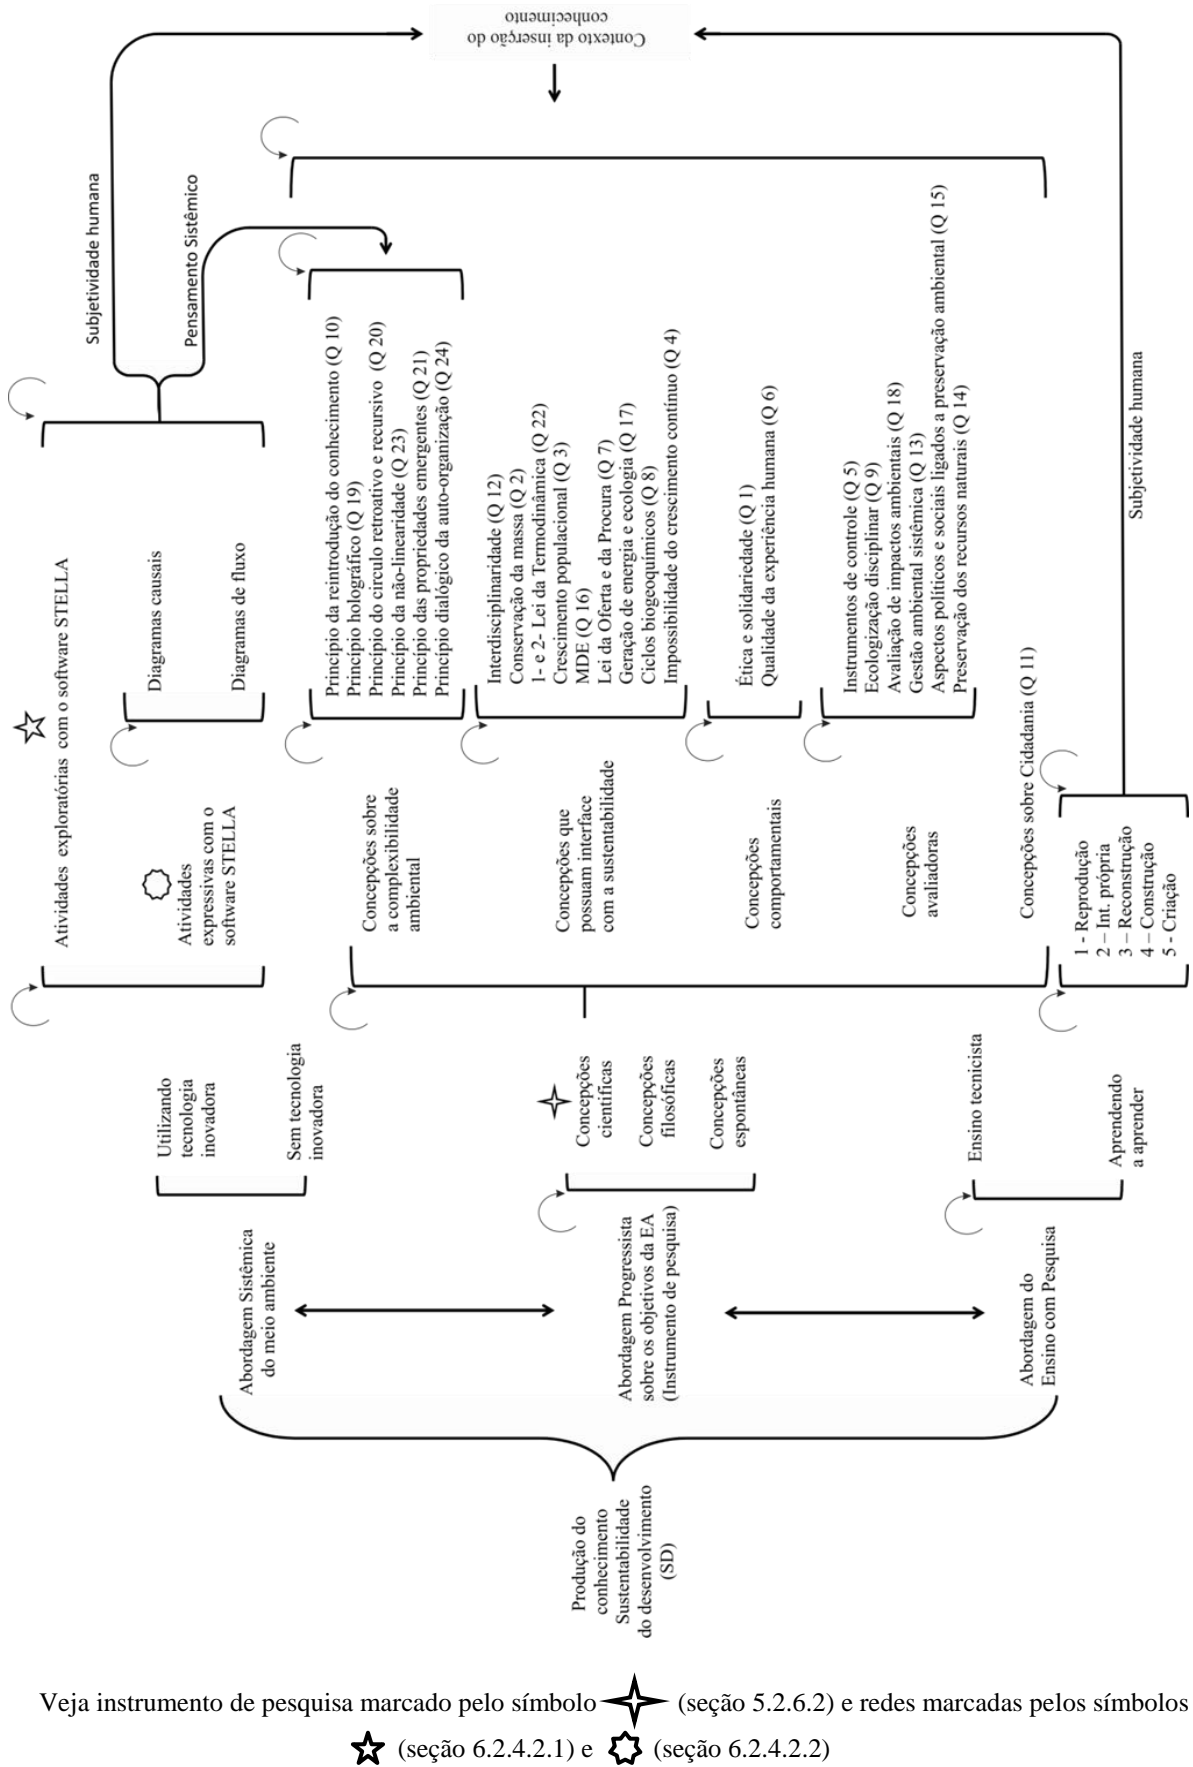 Produção do
conhecimento
Sustentabilidade
do desenvolvimento
(SD)
Abordagem Sistêmica
do meio ambiente
Abordagem Progressista
sobre os objetivos da EA
(Instrumento de pesquisa)
Abordagem do
Ensino com Pesquisa
Utilizando
tecnologia
inovadora
Sem tecnologia
inovadora
Concepções
científicas
Concepções
filosóficas
Concepções
espontâneas
Ensino tecnicista
Aprendendo
a aprender
Atividades exploratórias com o software STELLA
Atividades
expressivas com o
software STELLA
Concepções sobre
a complexibilidade
ambiental
Concepções que
possuam interface
com a sustentabilidade
Concepções
comportamentais
Concepções
avaliadoras
Concepções sobre Cidadania (Q 11)
1 - Reprodução
2 – Int. própria
3 – Reconstrução
4 – Construção
5 - Criação
Diagramas causais
Diagramas de fluxo
Princípio da reintrodução do conhecimento (Q 10)
Princípio holográfico (Q 19)
Princípio do circulo retroativo e recursivo (Q 20)
Princípio da não-linearidade (Q 23)
Princípio das propriedades emergentes (Q 21)
Princípio dialógico da auto-organização (Q 24)
Interdisciplinaridade (Q 12)
Conservação da massa (Q 2)
1- e 2- Lei da Termodinâmica (Q 22)
Crescimento populacional (Q 3)
MDE (Q 16)
Lei da Oferta e da Procura (Q 7)
Geração de energia e ecologia (Q 17)
Ciclos biogeoquímicos (Q 8)
Impossibilidade do crescimento contínuo (Q 4)
Ética e solidariedade (Q 1)
Qualidade da experiência humana (Q 6)
Instrumentos de controle (Q 5)
Ecologização disciplinar (Q 9)
Avaliação de impactos ambientais (Q 18)
Gestão ambiental sistêmica (Q 13)
Aspectos políticos e sociais ligados a preservação ambiental (Q 15)
Preservação dos recursos naturais (Q 14)
Subjetividade humana
Pensamento Sistêmico
Subjetividade humana
Contexto da inserção do
conhecimento
Veja instrumento de pesquisa marcado pelo símbolo (seção 5.2.6.2) e redes marcadas pelos símbolos
(seção 6.2.4.2.1) e (seção 6.2.4.2.2)